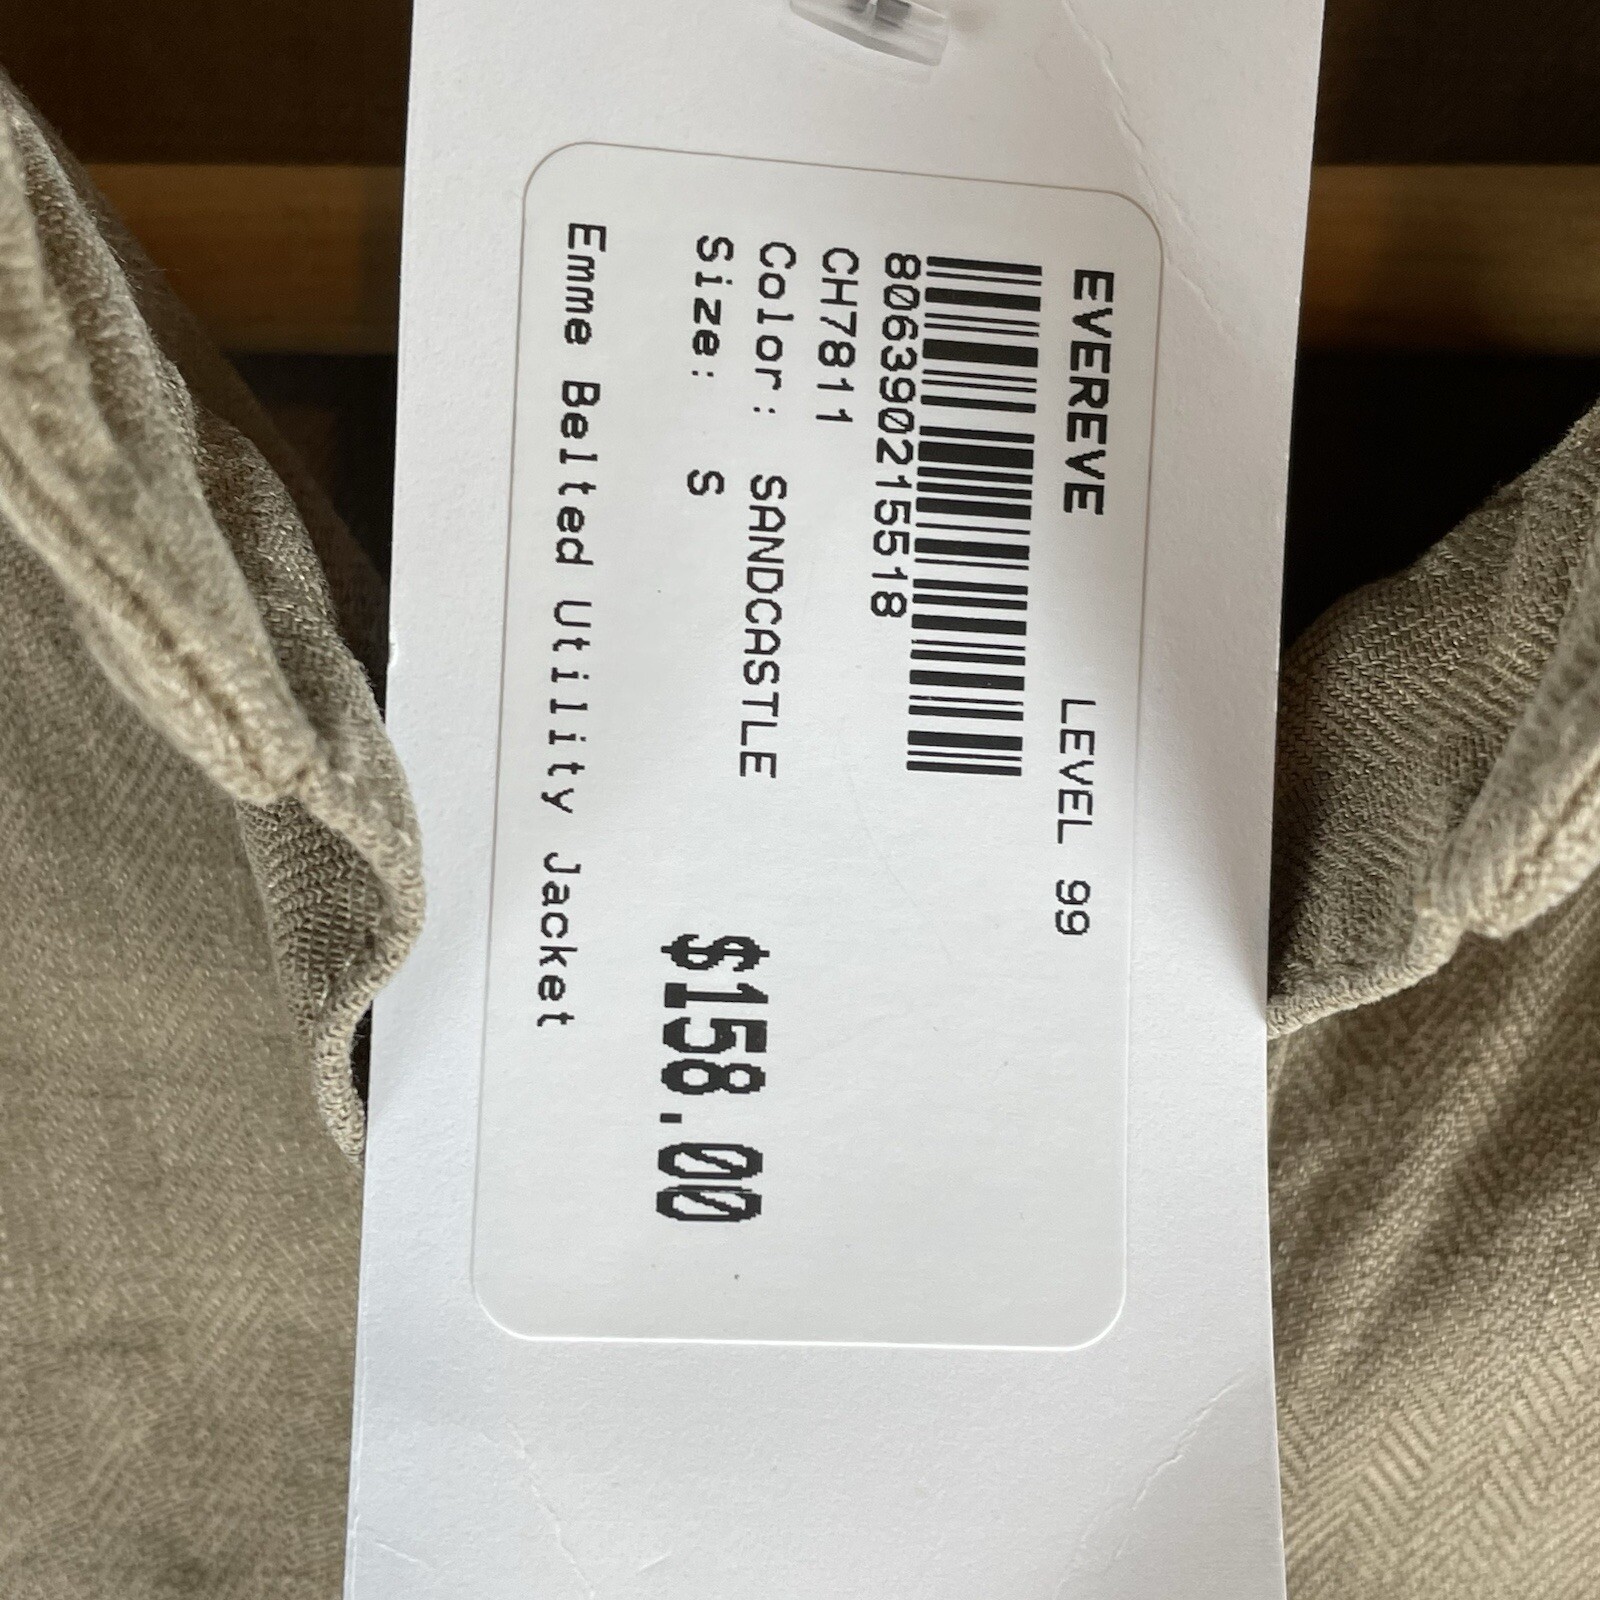 EVEREVE LEVEL 99
806390215518
CH7811
Color: SANDCASTLE
Size: S
$158.00
Emme Belted Utility Jacket